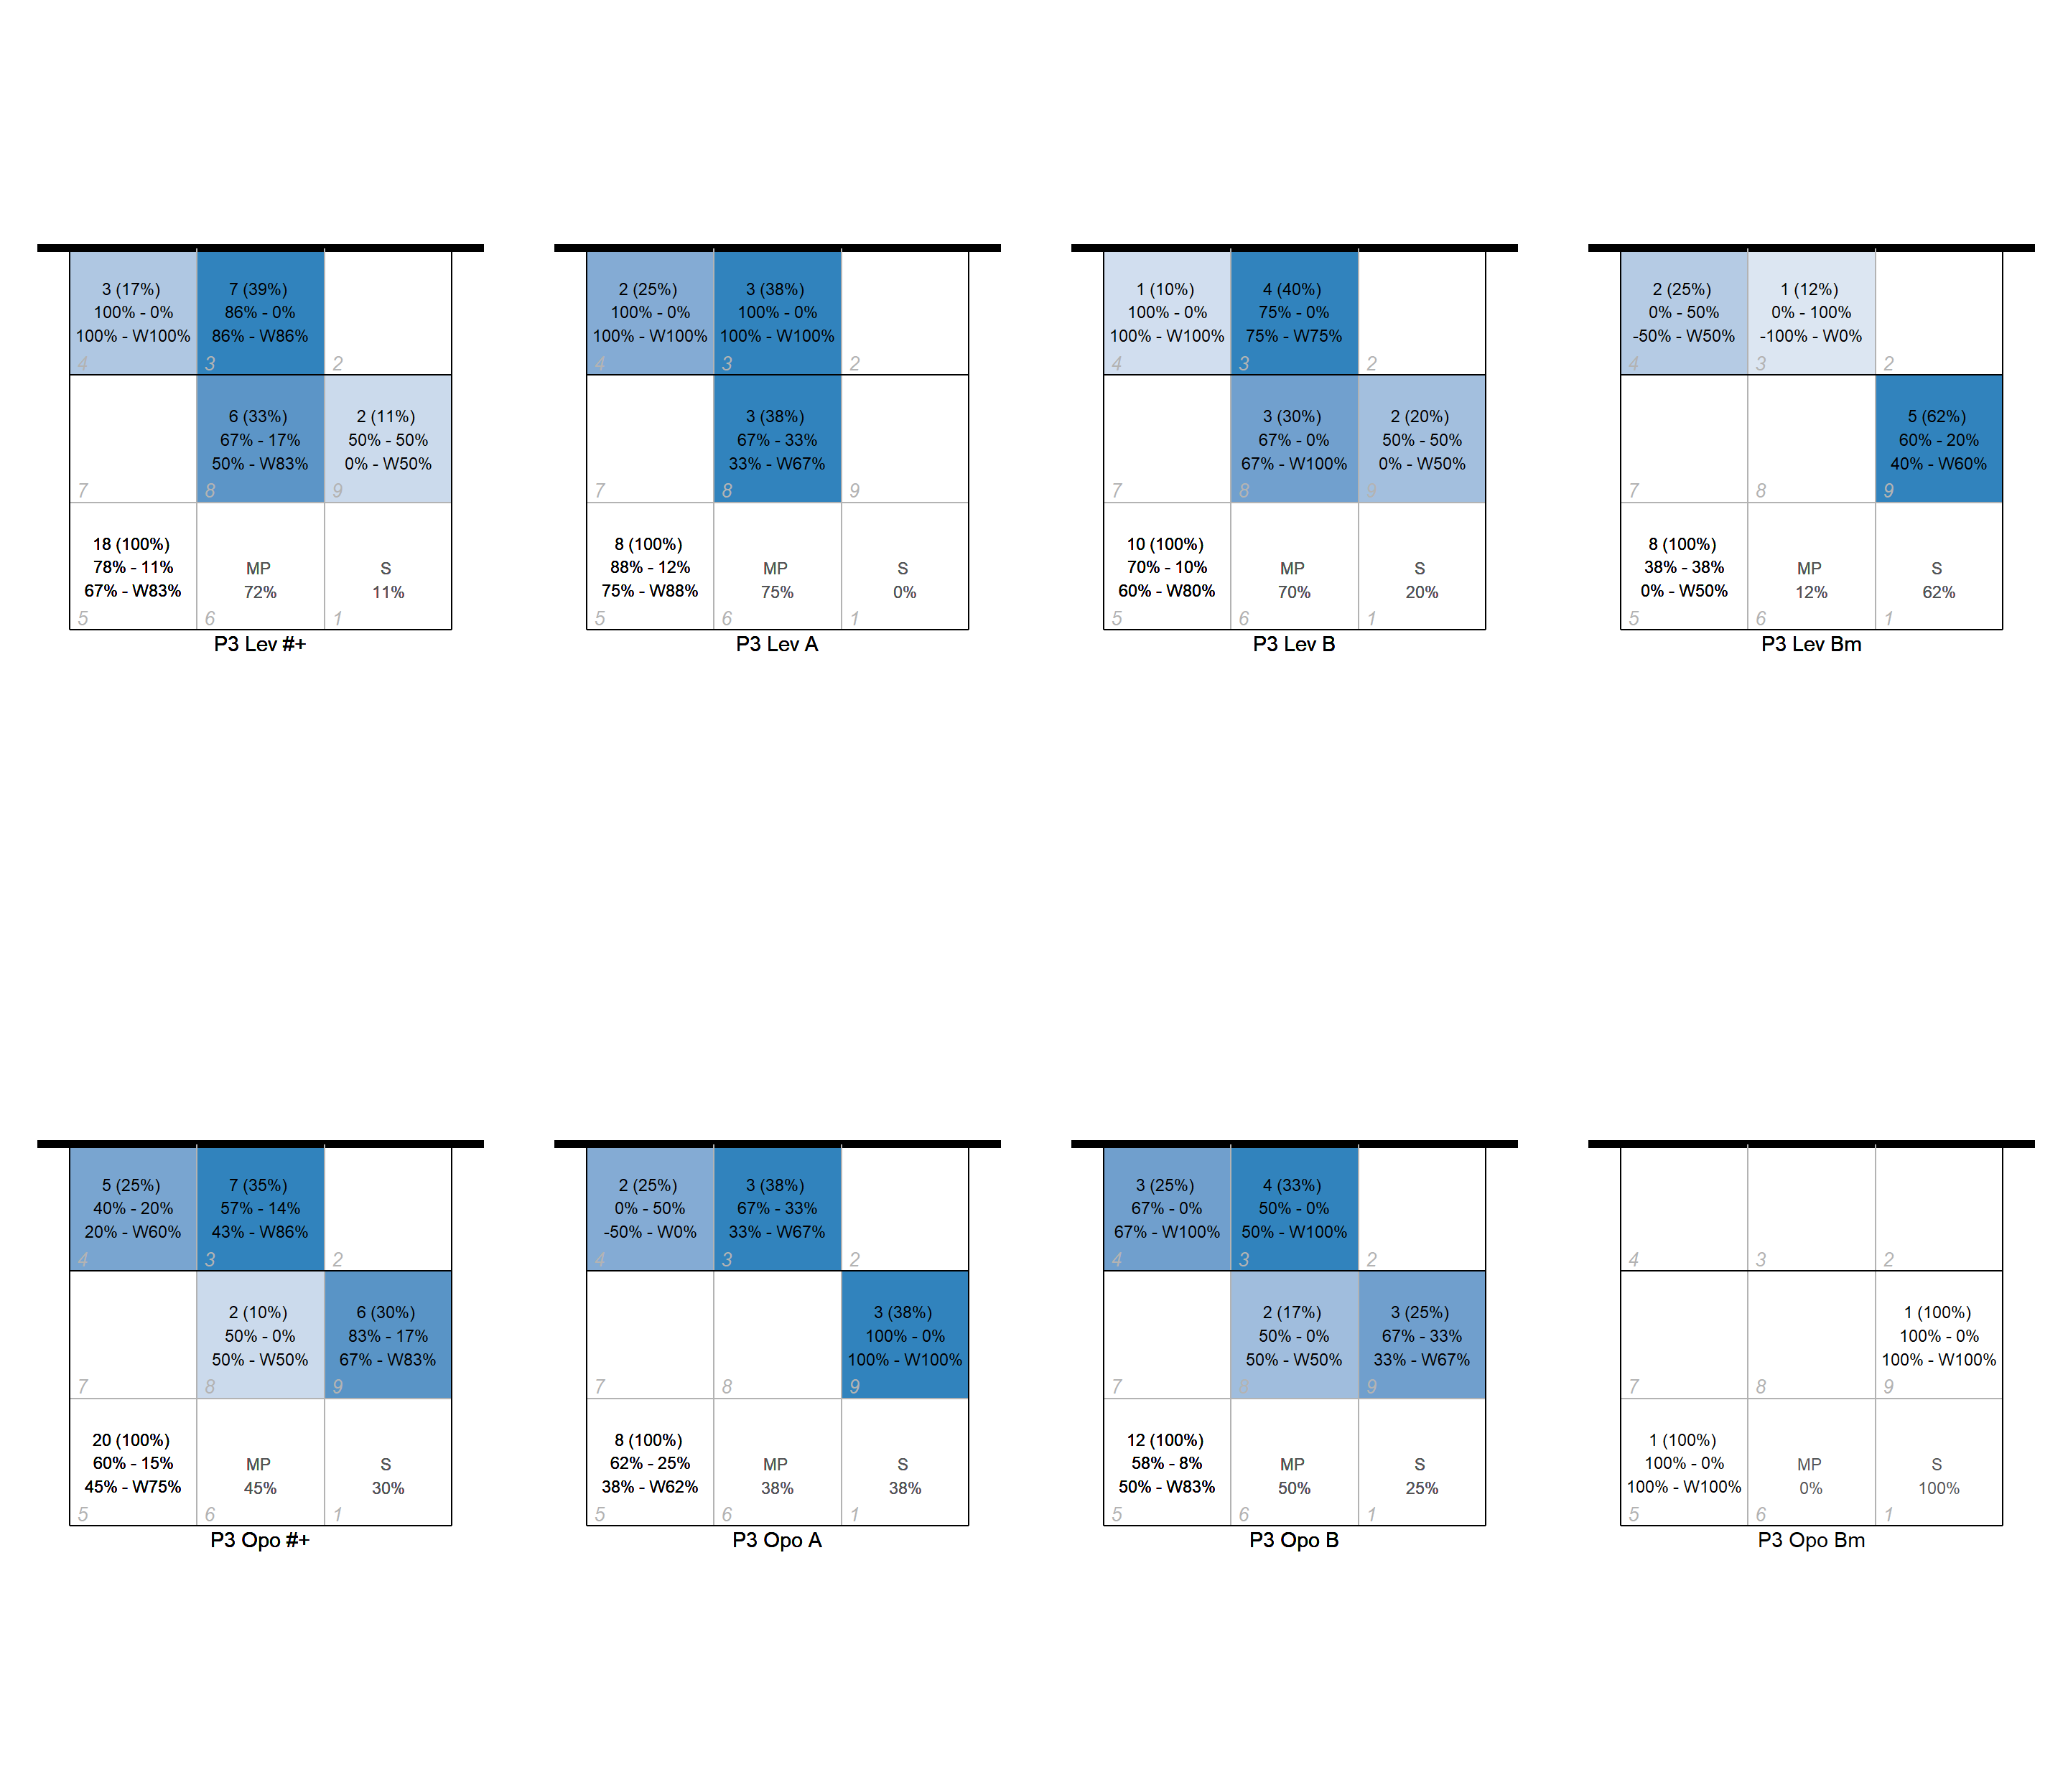 3 (17%)
100% - 0%
100% - W100%
4
7 (39%)
86% - 0%
86% - W86%
3
2
7
6 (33%)
67% - 17%
50% - W83%
8
2 (11%)
50% - 50%
0% - W50%
9
18 (100%)
78% - 11%
67% - W83%
5
MP
72%
6
S
11%
1
P3 Lev #+
2 (25%)
100% - 0%
100% - W100%
4
3 (38%)
100% - 0%
100% - W100%
3
2
7
3 (38%)
67% - 33%
33% - W67%
8
9
8 (100%)
88% - 12%
75% - W88%
5
MP
75%
6
S
0%
1
P3 Lev A
1 (10%)
100% - 0%
100% - W100%
4
4 (40%)
75% - 0%
75% - W75%
3
2
7
3 (30%)
67% - 0%
67% - W100%
8
2 (20%)
50% - 50%
0% - W50%
9
10 (100%)
70% - 10%
60% - W80%
5
MP
70%
6
S
20%
1
P3 Lev B
2 (25%)
0% - 50%
-50% - W50%
4
1 (12%)
0% - 100%
-100% - W0%
3
2
7
8
5 (62%)
60% - 20%
40% - W60%
9
8 (100%)
38% - 38%
0% - W50%
5
MP
12%
6
S
62%
1
P3 Lev Bm
5 (25%)
40% - 20%
20% - W60%
4
7 (35%)
57% - 14%
43% - W86%
3
2
7
2 (10%)
50% - 0%
50% - W50%
8
6 (30%)
83% - 17%
67% - W83%
9
20 (100%)
60% - 15%
45% - W75%
5
MP
45%
6
S
30%
1
P3 Opo #+
2 (25%)
0% - 50%
-50% - W0%
4
3 (38%)
67% - 33%
33% - W67%
3
2
7
8
3 (38%)
100% - 0%
100% - W100%
9
8 (100%)
62% - 25%
38% - W62%
5
MP
38%
6
S
38%
1
P3 Opo A
3 (25%)
67% - 0%
67% - W100%
4
4 (33%)
50% - 0%
50% - W100%
3
2
7
2 (17%)
50% - 0%
50% - W50%
8
3 (25%)
67% - 33%
33% - W67%
9
12 (100%)
58% - 8%
50% - W83%
5
MP
50%
6
S
25%
1
P3 Opo B
4
3
2
7
8
1 (100%)
100% - 0%
100% - W100%
9
1 (100%)
100% - 0%
100% - W100%
5
MP
0%
6
S
100%
1
P3 Opo Bm